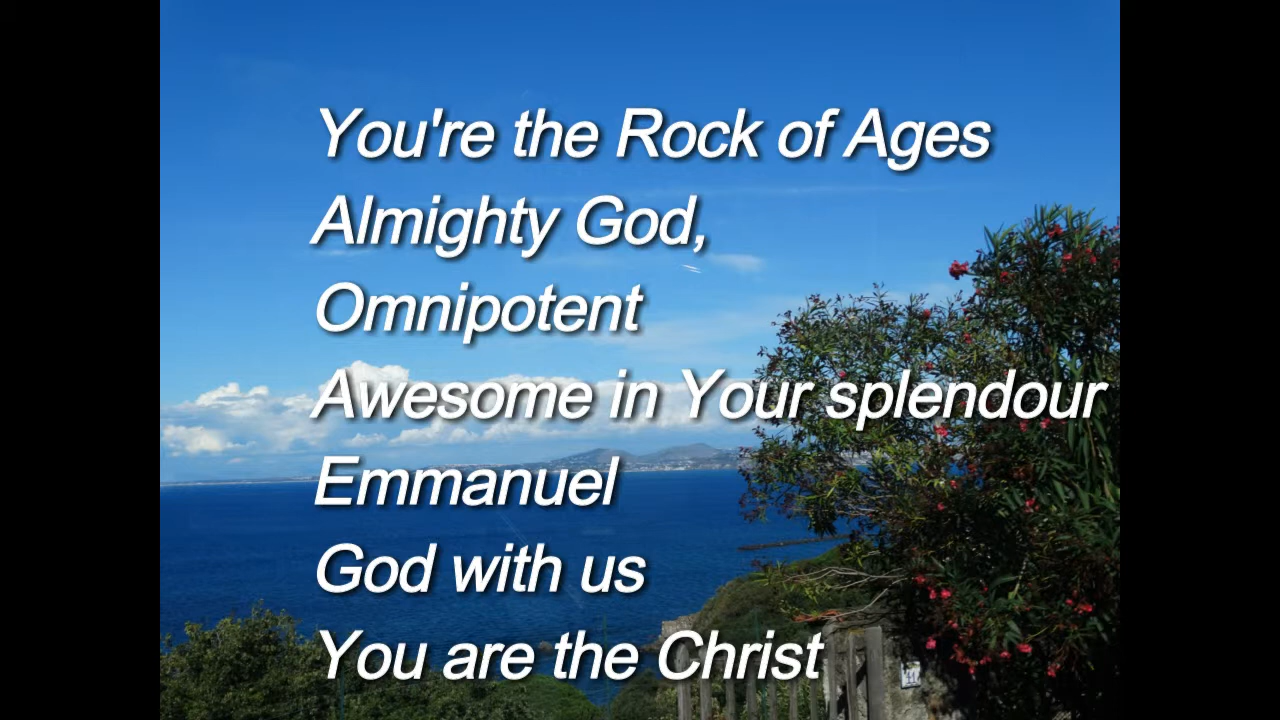 You're the Rock of Ages
Almighty God,
Omnipotent
Awesome in Your splendour
Emmanuel
God with us
You are the Christ